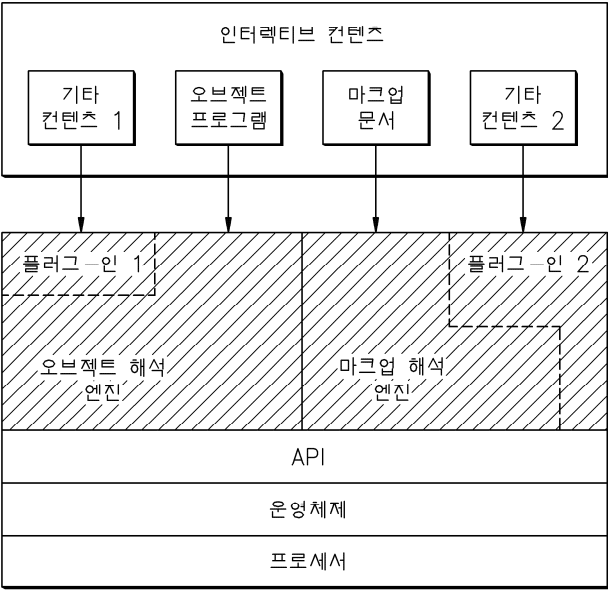 인터렉티브 컨텐츠
기타
컨텐츠 1
오브젝트
프로그램
마크업
문서
기타
컨텐츠 2
플러그-인 1
플러그-인 2
오브젝트 해석
엔진
마크업 해석
엔진
API
운영체제
프로세서